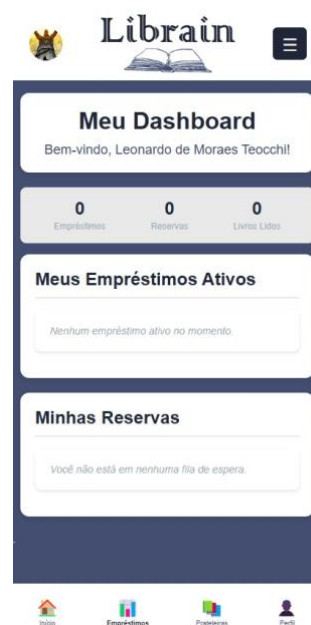 Librain
Meu Dashboard
Bem-vindo, Leonardo de Moraes Teocchi!
0 0 0
Empréstimos Reservas Livros Lidos
Meus Empréstimos Ativos
Nenhum empréstimo ativo no momento.
Minhas Reservas
Você não está em nenhuma fila de espera.
Início Empréstimos Prateleiras Perfil